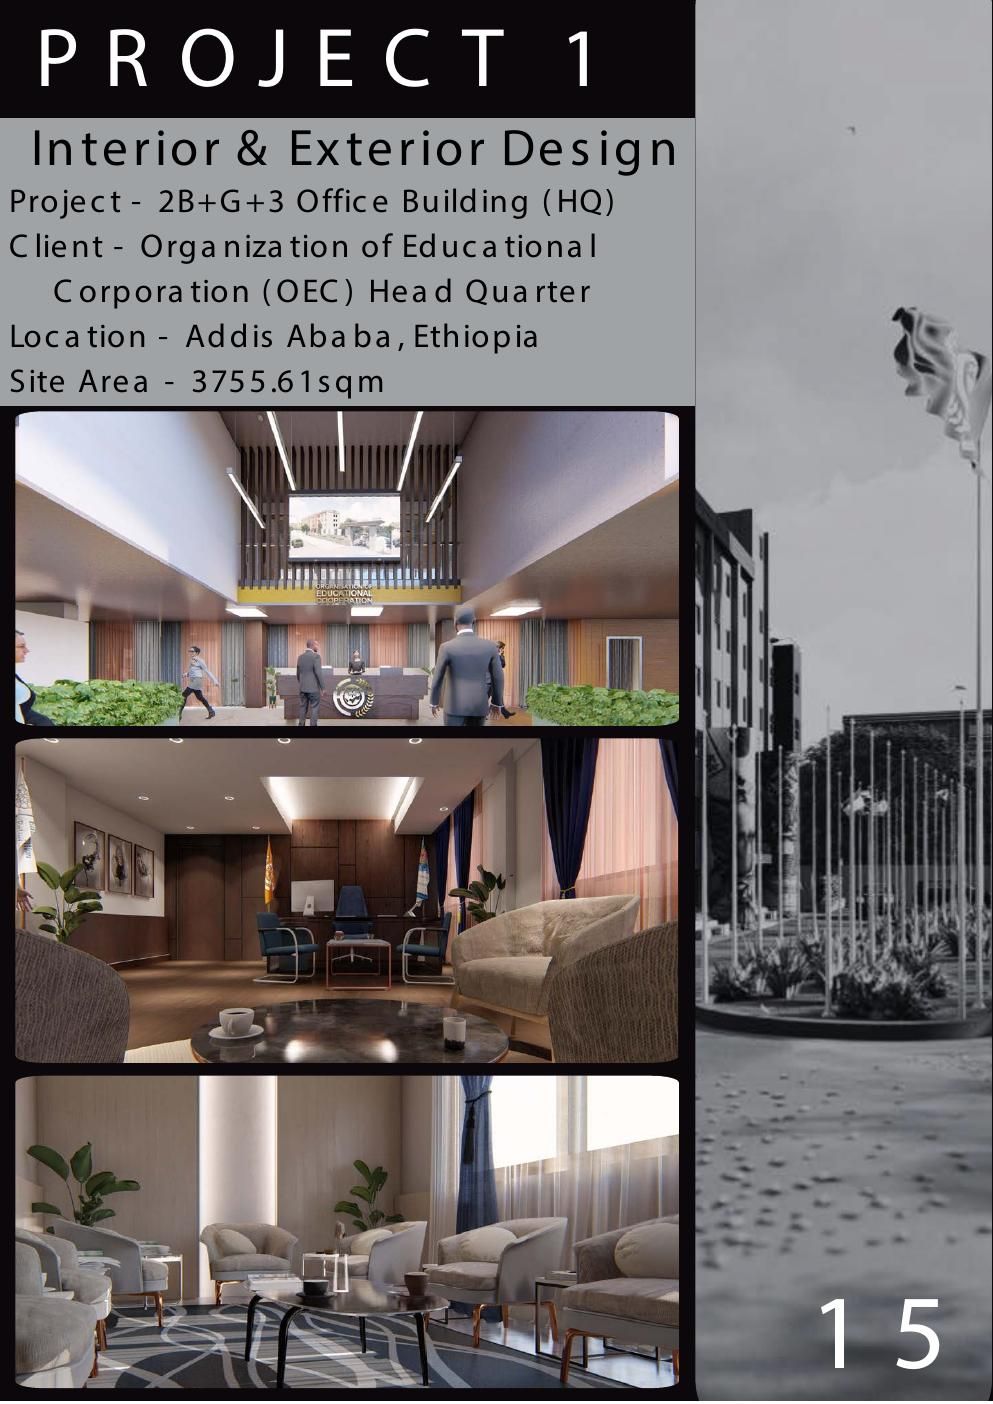 PROJECT 1
Interior & Exterior Design
Project - 2B+G+3 Office Building (HQ)
Client - Organization of Educational
Corporation (OEC) Head Quarter
Location - Addis Ababa, Ethiopia
Site Area - 3755.61sqm
ORGANISATION OF
EDUCATIONAL
COOPERATION
15